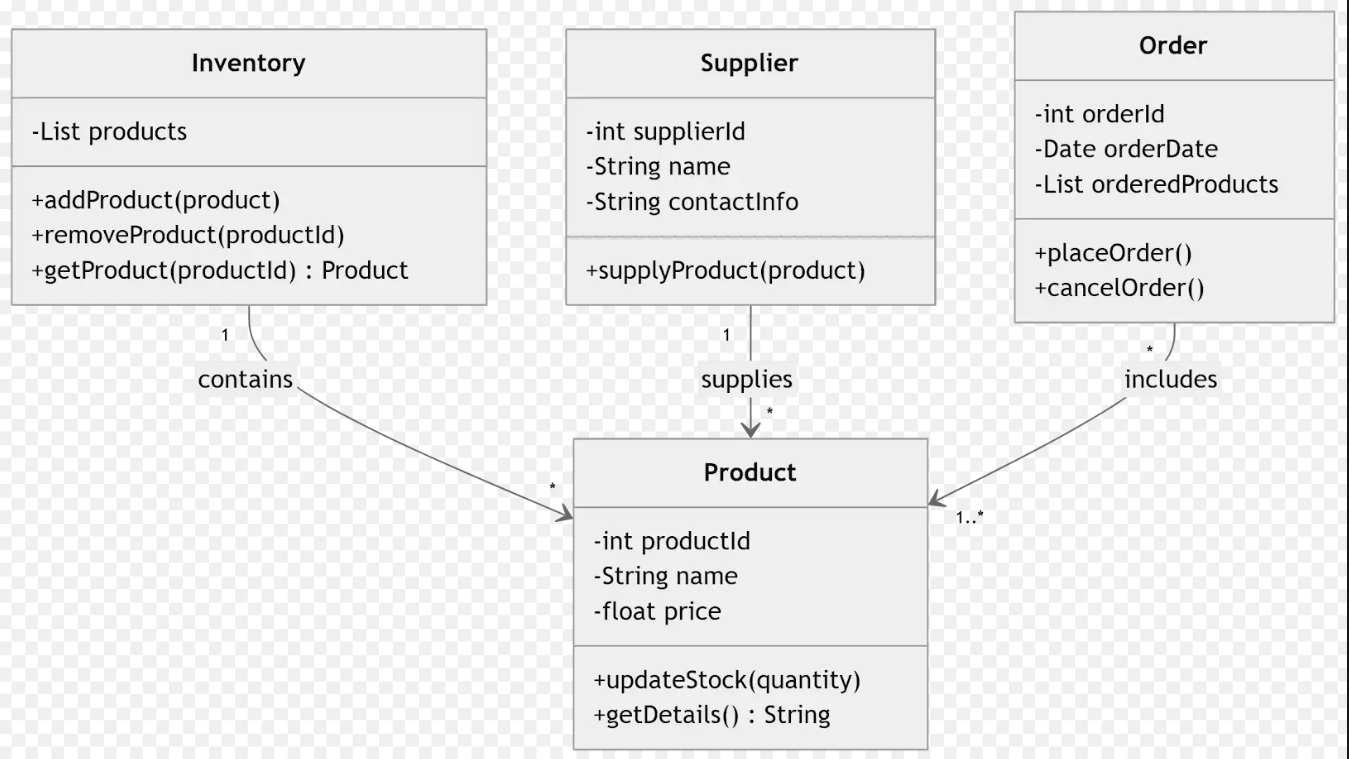 Inventory
-List products
+addProduct(product)
+removeProduct(productId)
+getProduct(productId) : Product
Supplier
-int supplierId
-String name
-String contactInfo
+supplyProduct(product)
Order
-int orderId
-Date orderDate
-List orderedProducts
+placeOrder()
+cancelOrder()
1
contains
*
1
supplies
*
*
includes
1..*
Product
-int productId
-String name
-float price
+updateStock(quantity)
+getDetails() : String